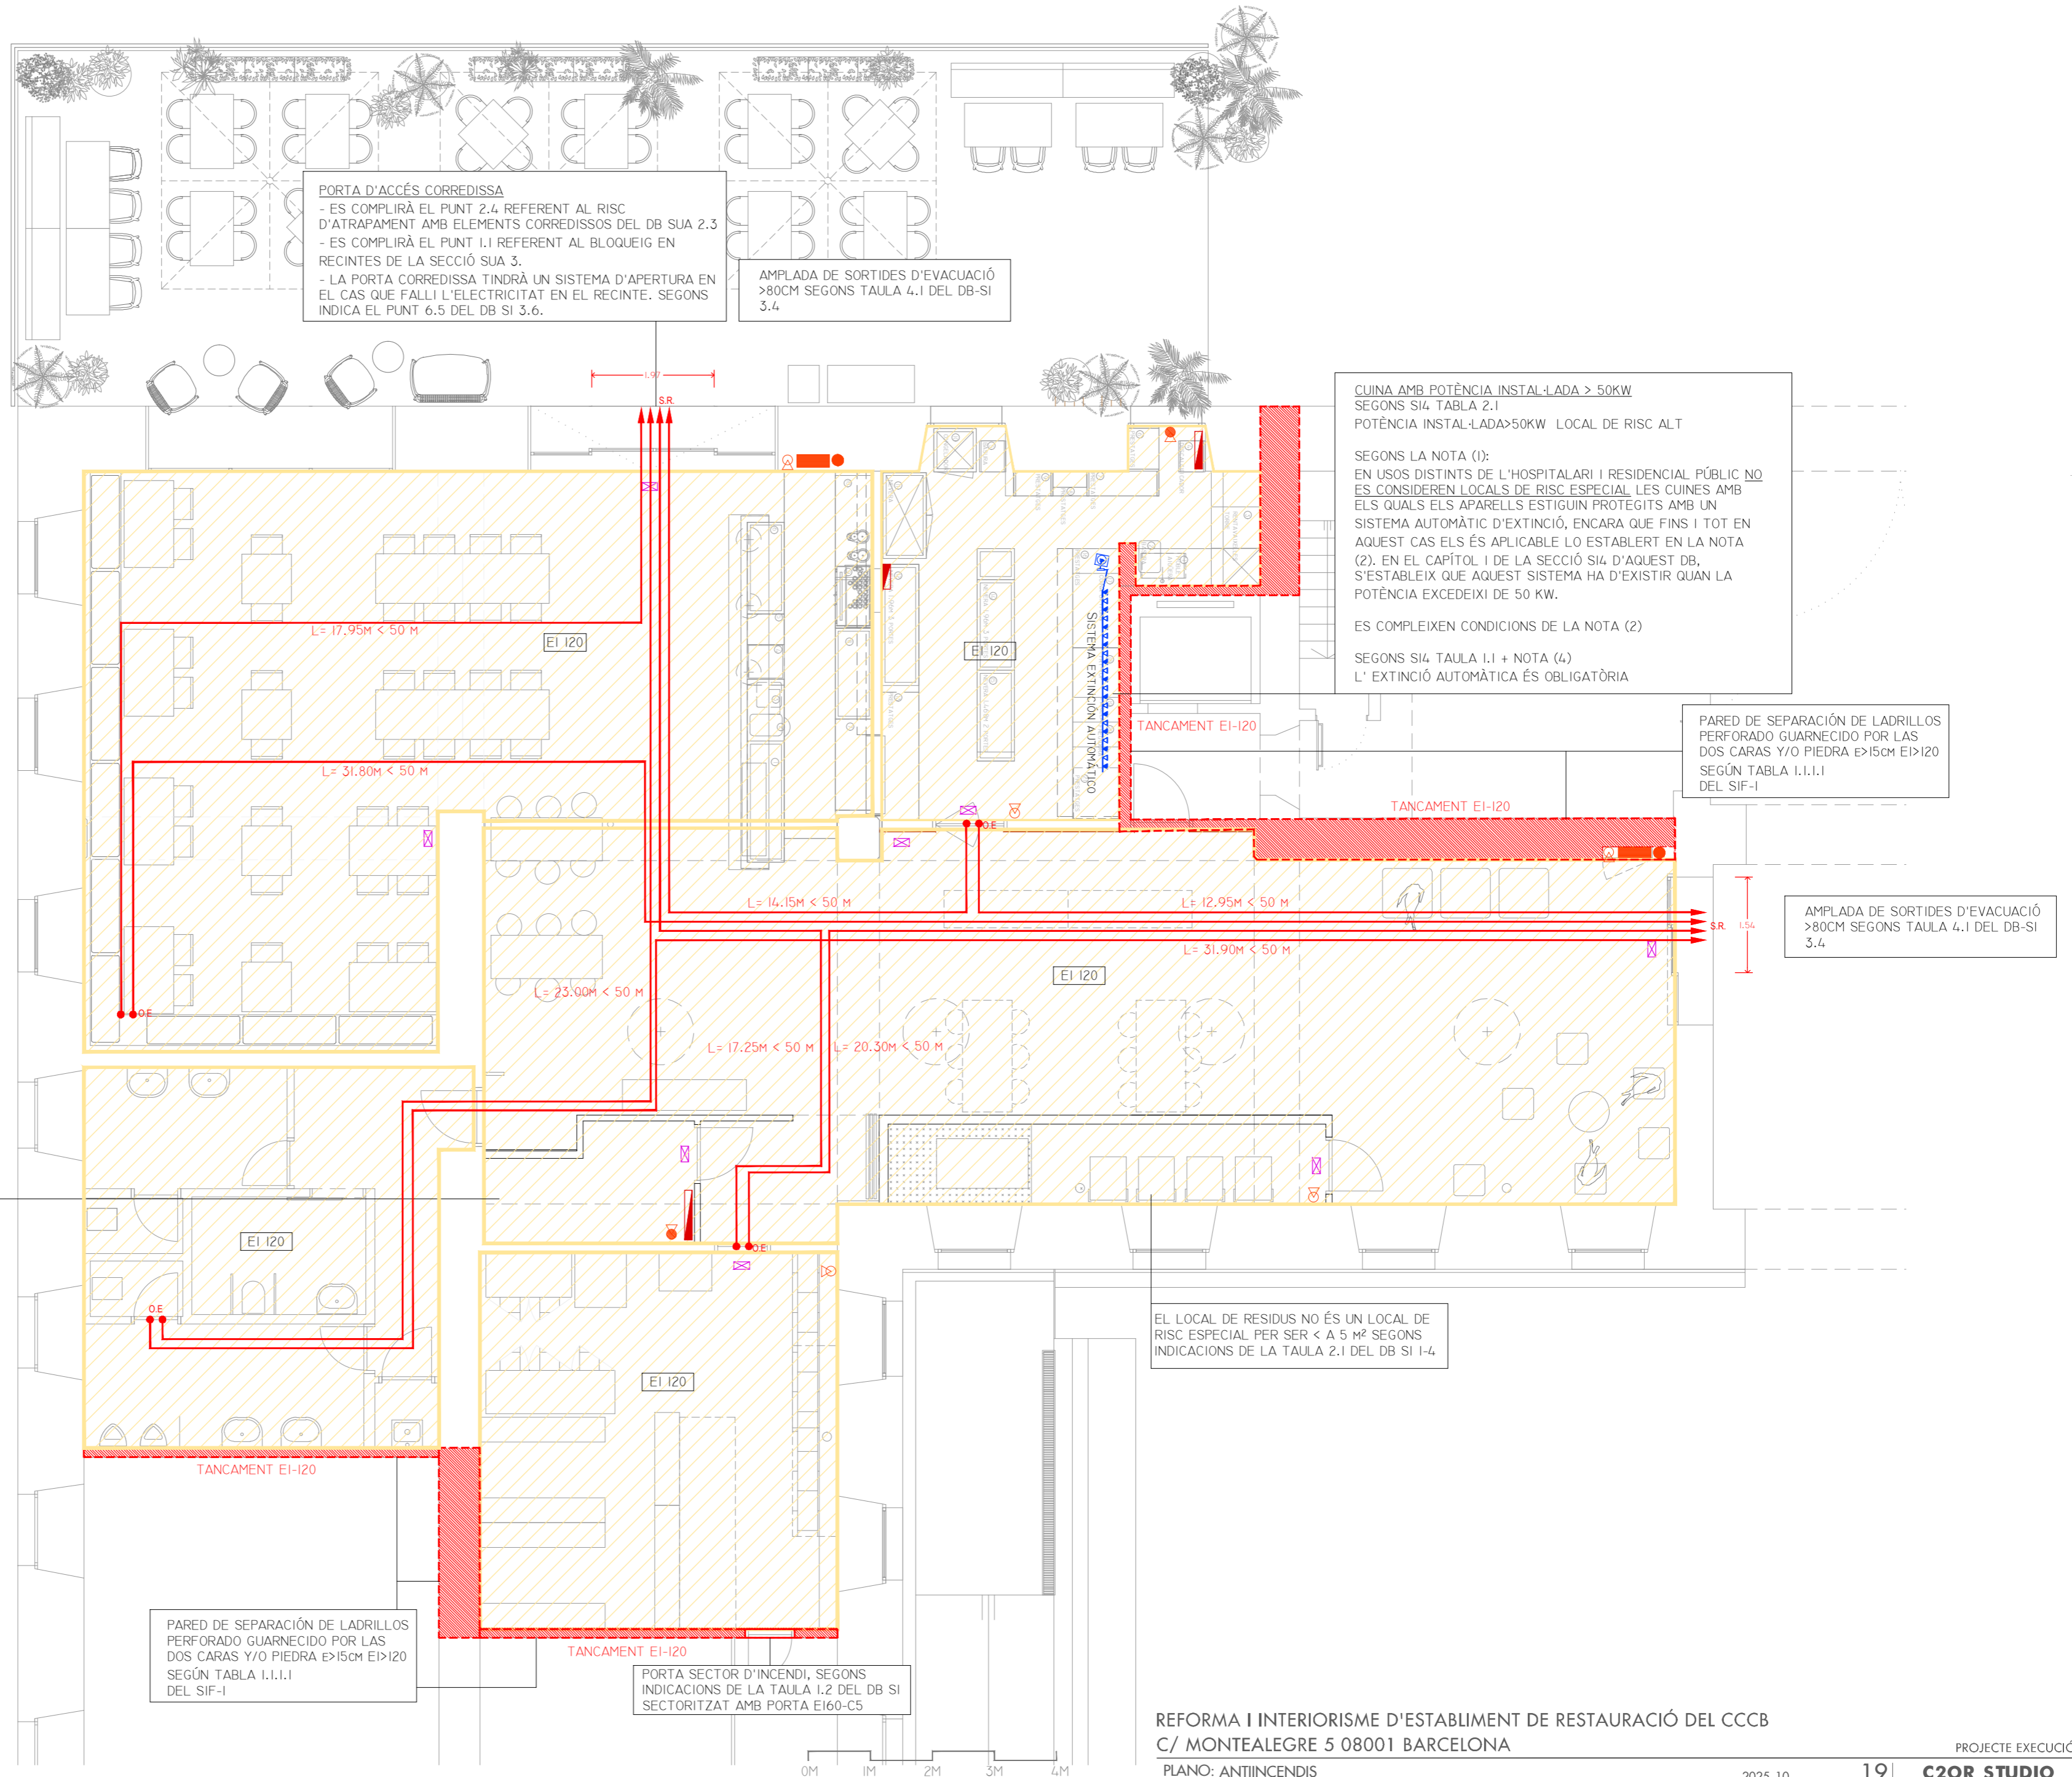 PORTA D'ACCÉS CORREDISSA
- ES COMPLIRÀ EL PUNT 2.4 REFERENT AL RISC
D'ATRAPAMENT AMB ELEMENTS CORREDISSOS DEL DB SUA 2.3
- ES COMPLIRÀ EL PUNT 1.1 REFERENT AL BLOQUEIG EN
RECINTES DE LA SECCIÓ SUA 3.
- LA PORTA CORREDISSA TINDRÀ UN SISTEMA D'APERTURA EN
EL CAS QUE FALLI L'ELECTRICITAT EN EL RECINTE. SEGONS
INDICA EL PUNT 6.5 DEL DB SI 3.6.
AMPLADA DE SORTIDES D'EVACUACIÓ
>80CM SEGONS TAULA 4.1 DEL DB-SI
3.4
1.97
S.R.
CUINA AMB POTÈNCIA INSTAL·LADA > 50KW
SEGONS SI4 TABLA 2.1
POTÈNCIA INSTAL·LADA>50KW LOCAL DE RISC ALT
SEGONS LA NOTA (1):
EN USOS DISTINTS DE L'HOSPITALARI I RESIDENCIAL PÚBLIC NO
ES CONSIDEREN LOCALS DE RISC ESPECIAL LES CUINES AMB
ELS QUALS ELS APARELLS ESTIGUIN PROTEGITS AMB UN
SISTEMA AUTOMÀTIC D'EXTINCIÓ, ENCARA QUE FINS I TOT EN
AQUEST CAS ELS ÉS APLICABLE LO ESTABLERT EN LA NOTA
(2). EN EL CAPÍTOL 1 DE LA SECCIÓ SI4 D'AQUEST DB,
S'ESTABLEIX QUE AQUEST SISTEMA HA D'EXISTIR QUAN LA
POTÈNCIA EXCEDEIXI DE 50 KW.
ES COMPLEIXEN CONDICIONS DE LA NOTA (2)
SEGONS SI4 TAULA 1.1 + NOTA (4)
L' EXTINCIÓ AUTOMÀTICA ÉS OBLIGATÒRIA
L= 17.95M < 50 M
EI 120
EI 120
SISTEMA EXTINCIÓN AUTOMÁTICO
TANCAMENT EI-120
PARED DE SEPARACIÓN DE LADRILLOS
PERFORADO GUARNECIDO POR LAS
DOS CARAS Y/O PIEDRA E>15CM EI>120
SEGÚN TABLA 1.1.1.1
DEL SIF-1
L= 31.80M < 50 M
TANCAMENT EI-120
O.E
L= 14.15M < 50 M
L= 12.95M < 50 M
AMPLADA DE SORTIDES D'EVACUACIÓ
>80CM SEGONS TAULA 4.1 DEL DB-SI
3.4
S.R.
1.54
L= 31.90M < 50 M
EI 120
L= 23.00M < 50 M
O.E
L= 17.25M < 50 M
L= 20.30M < 50 M
EI 120
O.E
O.E
EL LOCAL DE RESIDUS NO ÉS UN LOCAL DE
RISC ESPECIAL PER SER < A 5 M² SEGONS
INDICACIONS DE LA TAULA 2.1 DEL DB SI 1-4
EI 120
TANCAMENT EI-120
PARED DE SEPARACIÓN DE LADRILLOS
PERFORADO GUARNECIDO POR LAS
DOS CARAS Y/O PIEDRA E>15CM EI>120
SEGÚN TABLA 1.1.1.1
DEL SIF-1
TANCAMENT EI-120
PORTA SECTOR D'INCENDI, SEGONS
INDICACIONS DE LA TAULA 1.2 DEL DB SI
SECTORITZAT AMB PORTA EI60-C5
0M 1M 2M 3M 4M
REFORMA I INTERIORISME D'ESTABLIMENT DE RESTAURACIÓ DEL CCCB
C/ MONTEALEGRE 5 08001 BARCELONA
PROJECTE EXECUCIÓ
PLANO: ANTIINCENDIS
2025-10
19
C2OR STUDIO